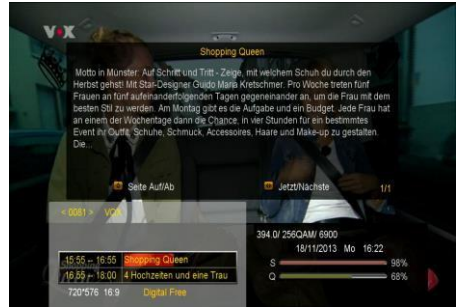 VOX
Shopping Queen
Motto in Münster: Auf Schritt und Tritt - Zeige, mit welchem Schuh du durch den
Herbst gehst! Mit Star-Designer Guido Maria Kretschmer. Pro Woche treten fünf
Frauen an fünf aufeinanderfolgenden Tagen gegeneinander an, um die Frau mit dem
besten Stil zu werden. Am Montag gibt es die Aufgabe und ein Budget. Jede Frau hat
an einem der Wochentage dann die Chance, in vier Stunden für ein bestimmtes
Event ihr Outfit, Schuhe, Schmuck, Accessoires, Haare und Make-up zu gestalten.
Die...
Seite Auf/Ab
Jetzt/Nächste
1/1
< 0081 > VOX
394.0/ 256QAM/ 6900
18/11/2013 Mo 16:22
15:55 -- 16:55 Shopping Queen
16:55 -- 18:00 4 Hochzeiten und eine Trau
S 98%
Q 68%
720*576 16:9 Digital Free